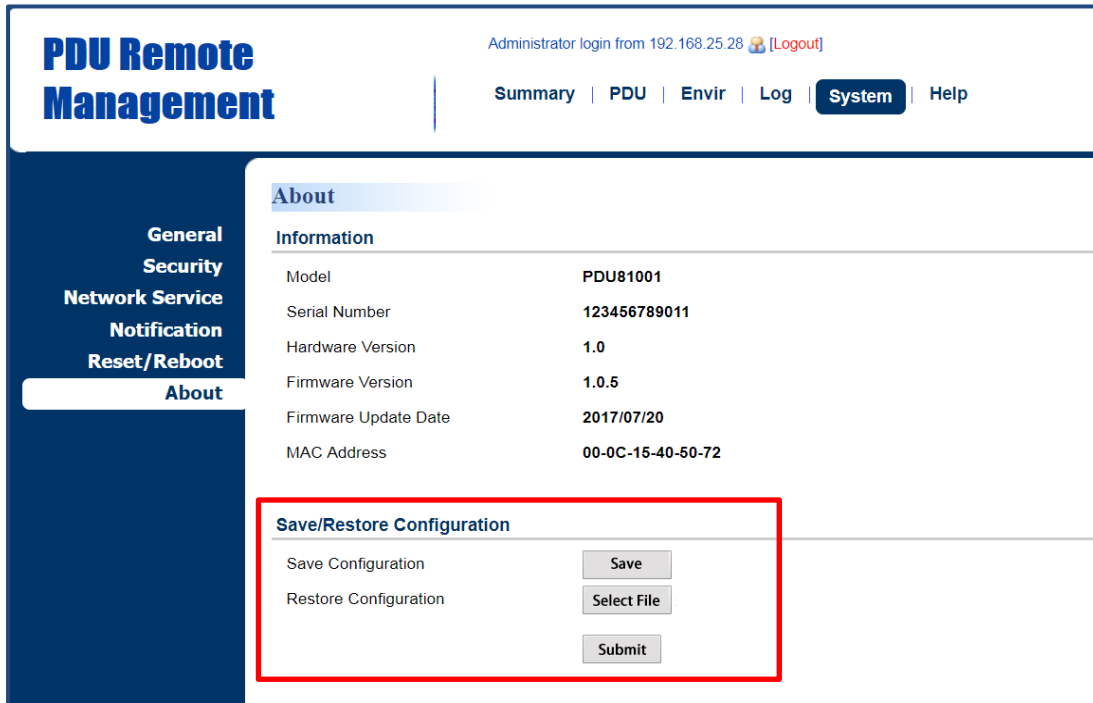 PDU Remote
Management
Administrator login from 192.168.25.28 [Logout]
Summary | PDU | Envir | Log | System | Help
General
Security
Network Service
Notification
Reset/Reboot
About
About
Information
Model PDU81001
Serial Number 123456789011
Hardware Version 1.0
Firmware Version 1.0.5
Firmware Update Date 2017/07/20
MAC Address 00-0C-15-40-50-72
Save/Restore Configuration
Save Configuration Save
Restore Configuration Select File
Submit